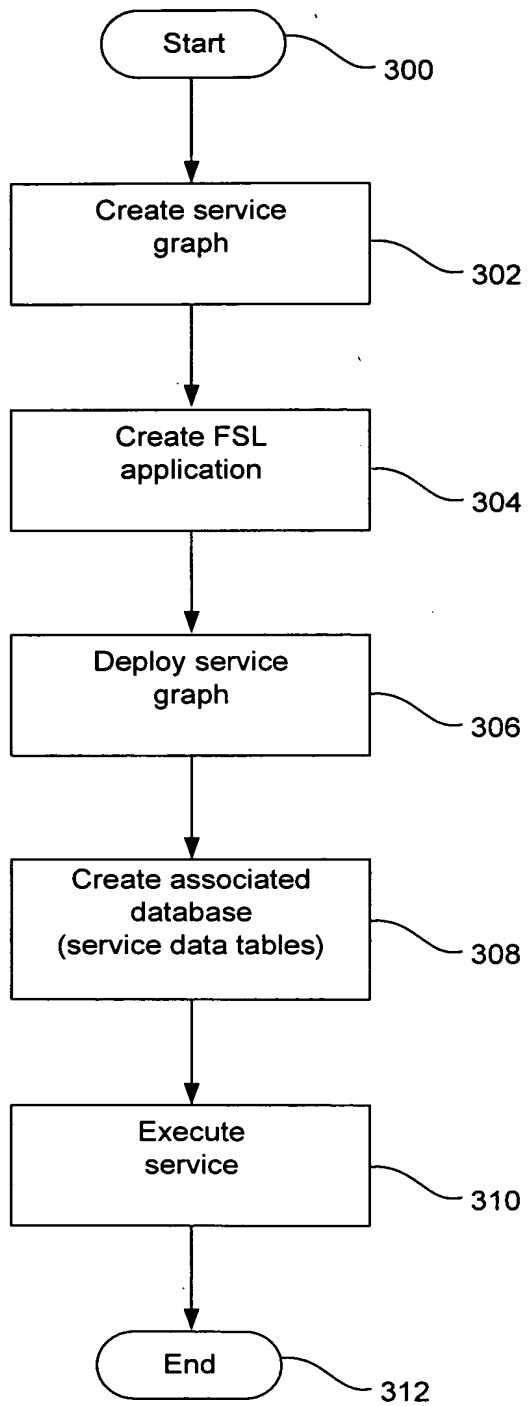 Start
300
Create service
graph
302
Create FSL
application
304
Deploy service
graph
306
Create associated
database
(service data tables)
308
Execute
service
310
End
312